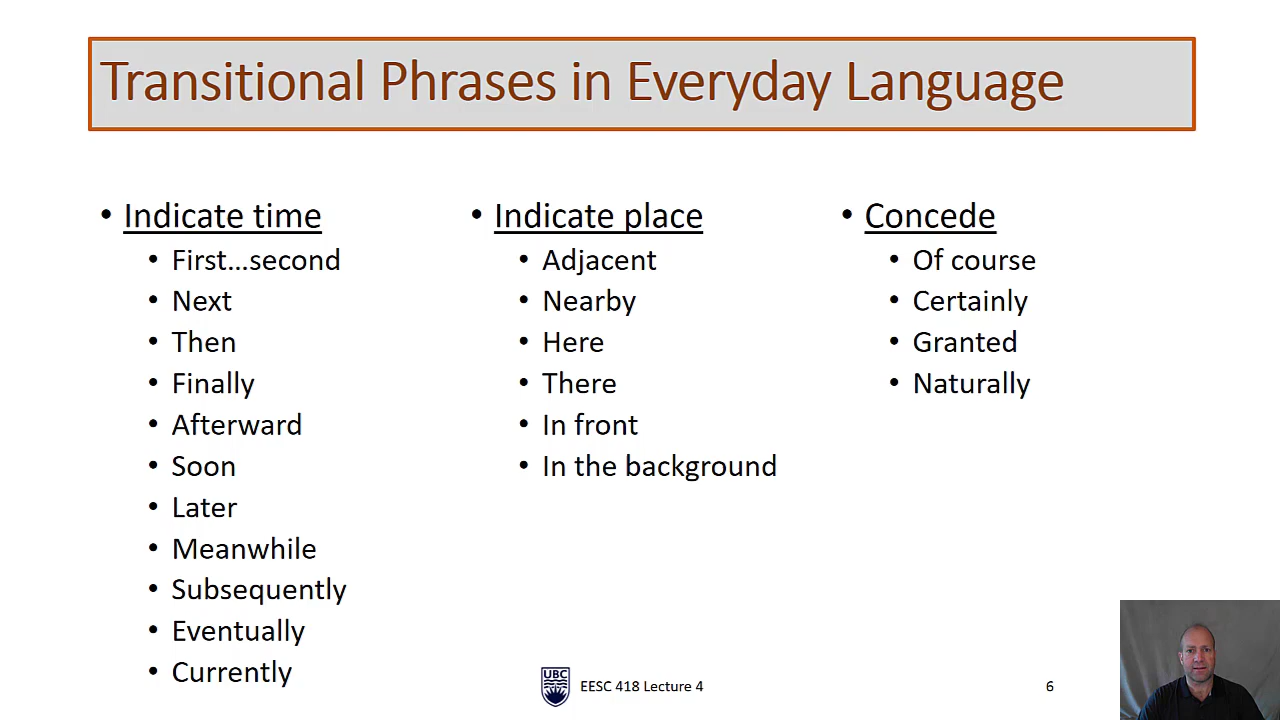 Transitional Phrases in Everyday Language
• Indicate time
• First...second
• Next
• Then
• Finally
• Afterward
• Soon
• Later
• Meanwhile
• Subsequently
• Eventually
• Currently
• Indicate place
• Adjacent
• Nearby
• Here
• There
• In front
• In the background
• Concede
• Of course
• Certainly
• Granted
• Naturally
UBC
EESC 418 Lecture 4
6